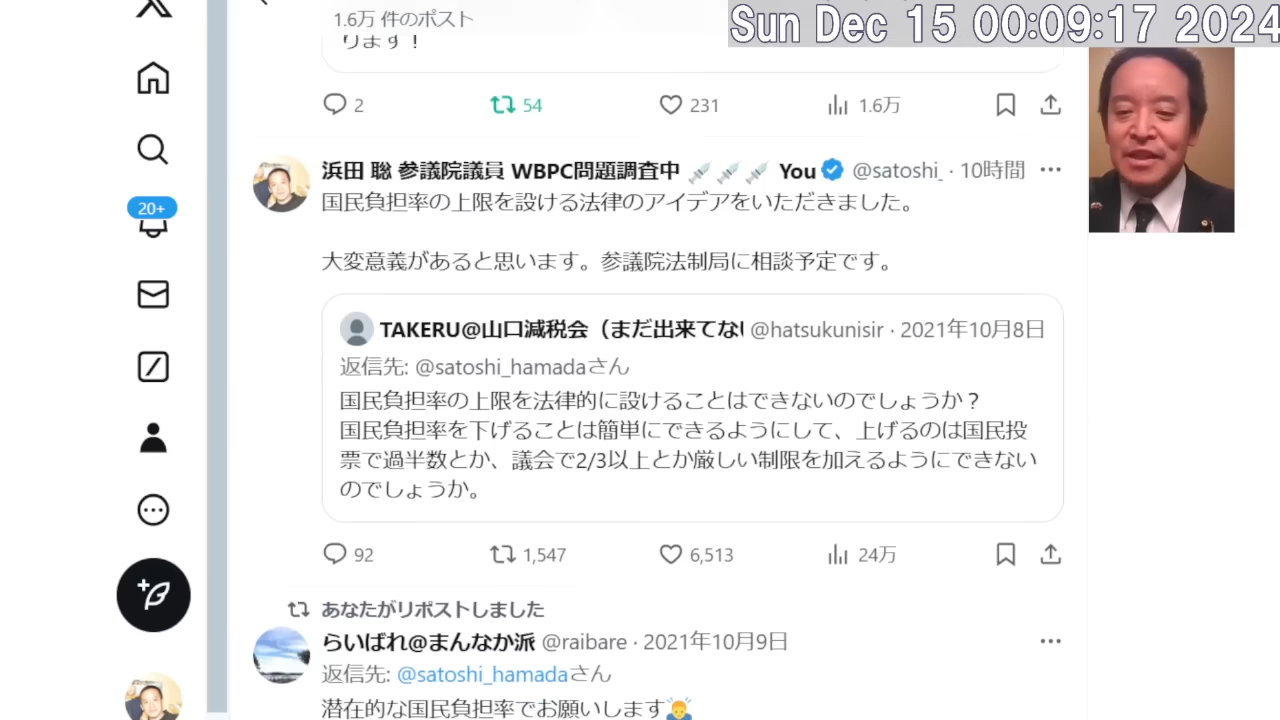 Sun Dec 15 00:09:17 2024
1.6万 件のポスト
ります！
2 54 231 1.6万
浜田 聡 参議院議員 WBPC問題調査中 💉💉💉 You @satoshi_ · 10時間
国民負担率の上限を設ける法律のアイデアをいただきました。
大変意義があると思います。参議院法制局に相談予定です。
TAKERU@山口減税会（まだ出来てな @hatsukunisir · 2021年10月8日
返信先: @satoshi_hamadaさん
国民負担率の上限を法律的に設けることはできないのでしょうか？
国民負担率を下げることは簡単にできるようにして、上げるのは国民投
票で過半数とか、議会で2/3以上とか厳しい制限を加えるようにできない
のでしょうか。
92 1,547 6,513 24万
20+
あなたがリポストしました
らいばれ@まんなか派 @raibare · 2021年10月9日
返信先: @satoshi_hamadaさん
潜在的な国民負担率でお願いします🙇‍♂️